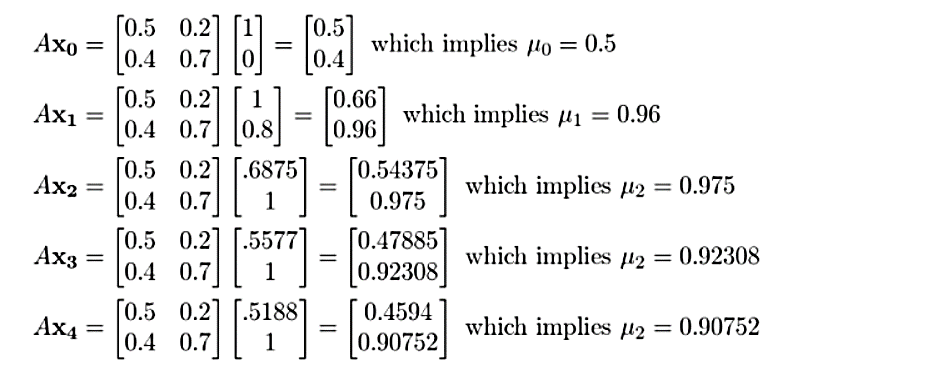 Ax₀ = [0.5 0.2; 0.4 0.7] [1; 0] = [0.5; 0.4] which implies μ₀ = 0.5
Ax₁ = [0.5 0.2; 0.4 0.7] [1; 0.8] = [0.66; 0.96] which implies μ₁ = 0.96
Ax₂ = [0.5 0.2; 0.4 0.7] [.6875; 1] = [0.54375; 0.975] which implies μ₂ = 0.975
Ax₃ = [0.5 0.2; 0.4 0.7] [.5577; 1] = [0.47885; 0.92308] which implies μ₂ = 0.92308
Ax₄ = [0.5 0.2; 0.4 0.7] [.5188; 1] = [0.4594; 0.90752] which implies μ₂ = 0.90752